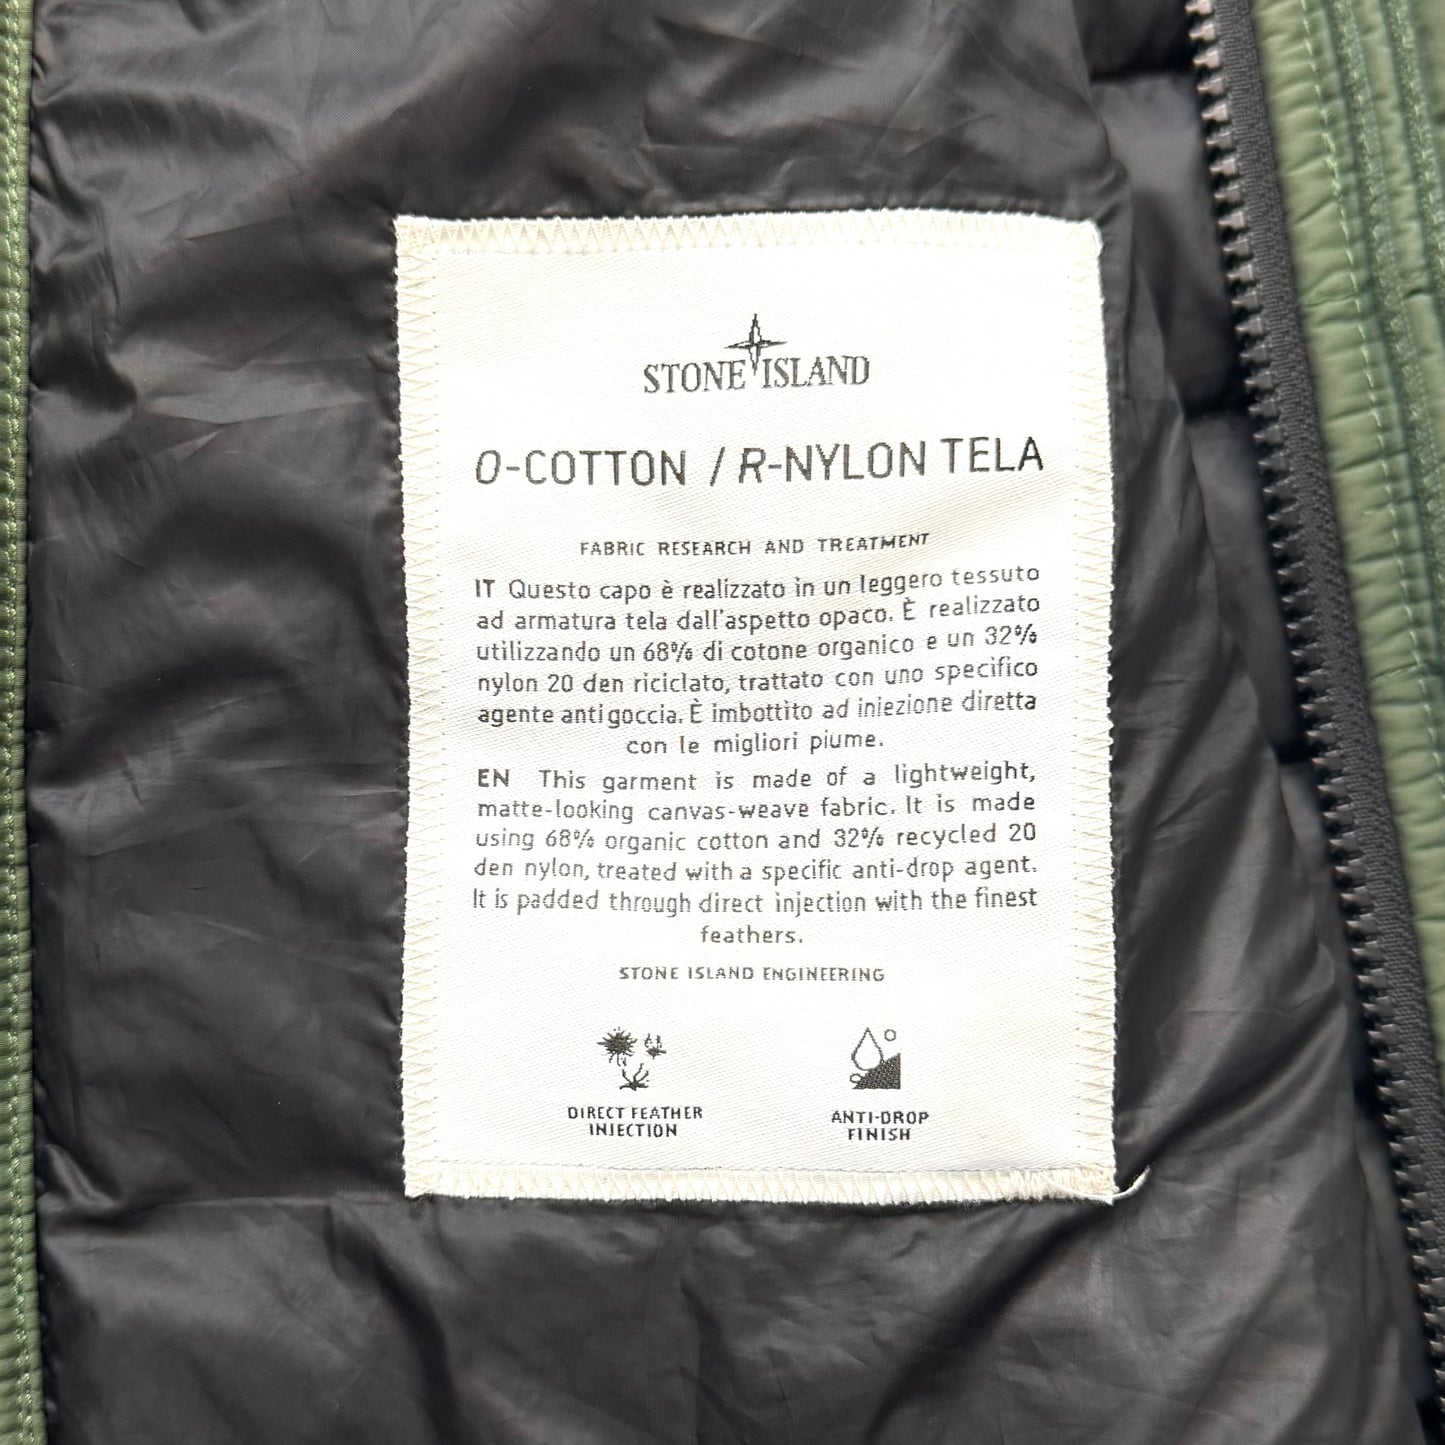 STONE ISLAND
O-COTTON / R-NYLON TELA
FABRIC RESEARCH AND TREATMENT
IT Questo capo è realizzato in un leggero tessuto
ad armatura tela dall'aspetto opaco. È realizzato
utilizzando un 68% di cotone organico e un 32%
nylon 20 den riciclato, trattato con uno specifico
agente antigoccia. È imbottito ad iniezione diretta
con le migliori piume.
EN This garment is made of a lightweight,
matte-looking canvas-weave fabric. It is made
using 68% organic cotton and 32% recycled 20
den nylon, treated with a specific anti-drop agent.
It is padded through direct injection with the finest
feathers.
STONE ISLAND ENGINEERING
DIRECT FEATHER
INJECTION
ANTI-DROP
FINISH